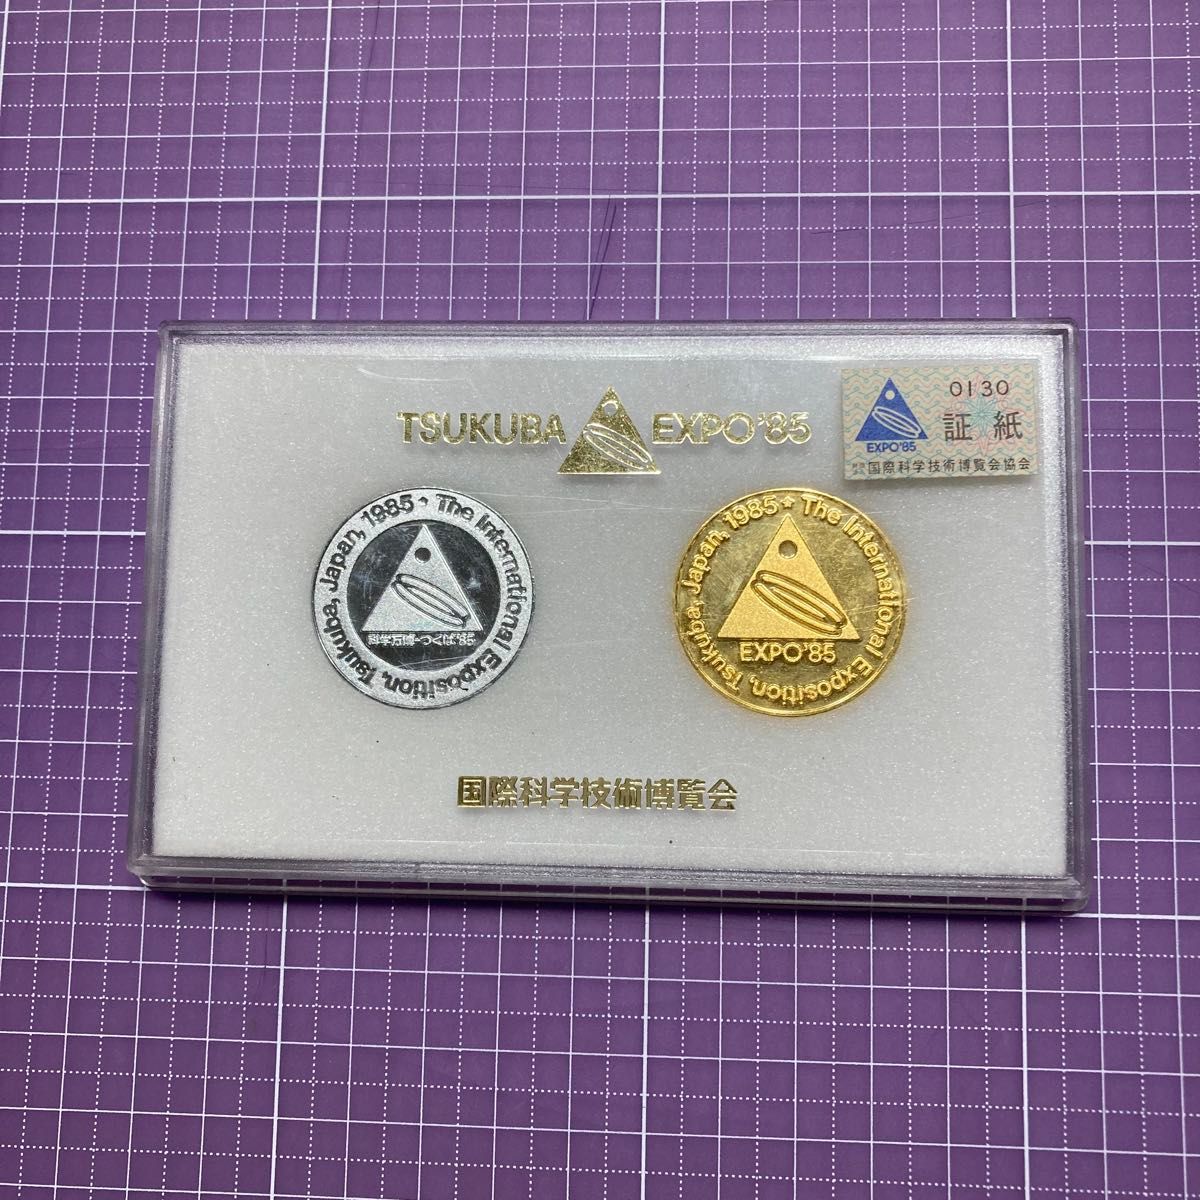 TSUKUBA EXPO'85
0130
証紙
EXPO'85
国際科学技術博覧会協会
The International Exposition, Tsukuba, Japan, 1985
科学万博-つくば'85
The International Exposition, Tsukuba, Japan, 1985
EXPO'85
国際科学技術博覧会